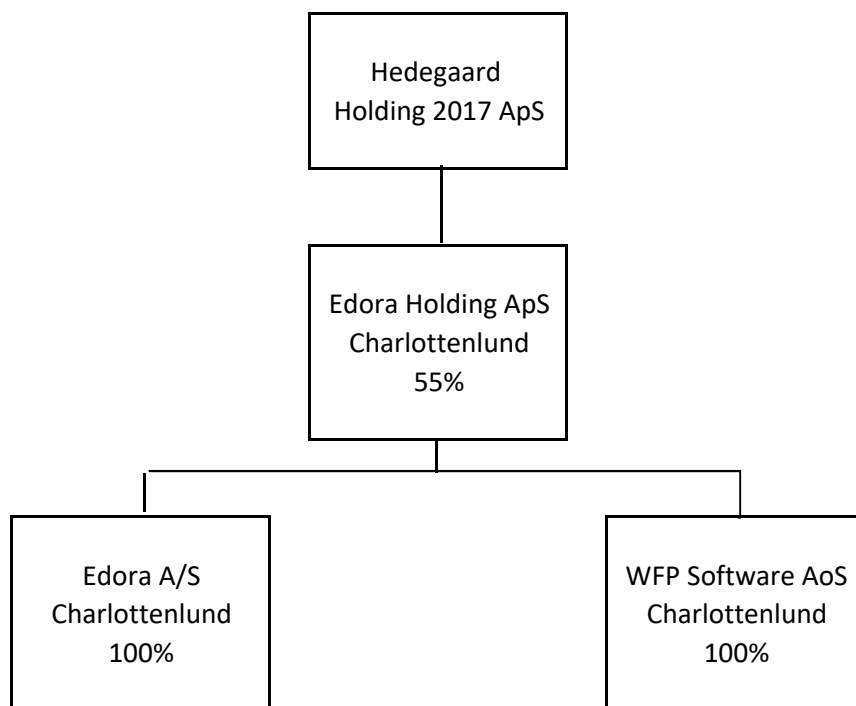 Hedegaard
Holding 2017 ApS
Edora Holding ApS
Charlottenlund
55%
Edora A/S
Charlottenlund
100%
WFP Software AoS
Charlottenlund
100%